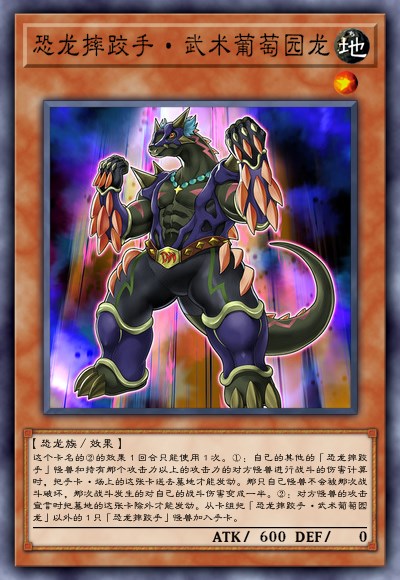 恐龙摔跤手·武术葡萄园龙
地
【恐龙族／效果】
这个卡名的②的效果1回合只能使用1次。①：自己的其他的「恐龙摔跤
手」怪兽和持有那个攻击力以上的攻击力的对方怪兽进行战斗的伤害计算
时，把手卡·场上的这张卡送去墓地才能发动。那只自己怪兽不会被那次战
斗破坏，那次战斗发生的对自己的战斗伤害变成一半。②：对方怪兽的攻击
宣言时把墓地的这张卡除外才能发动。从卡组把「恐龙摔跤手·武术葡萄园
龙」以外的1只「恐龙摔跤手」怪兽加入手卡。
ATK/ 600 DEF/ 0